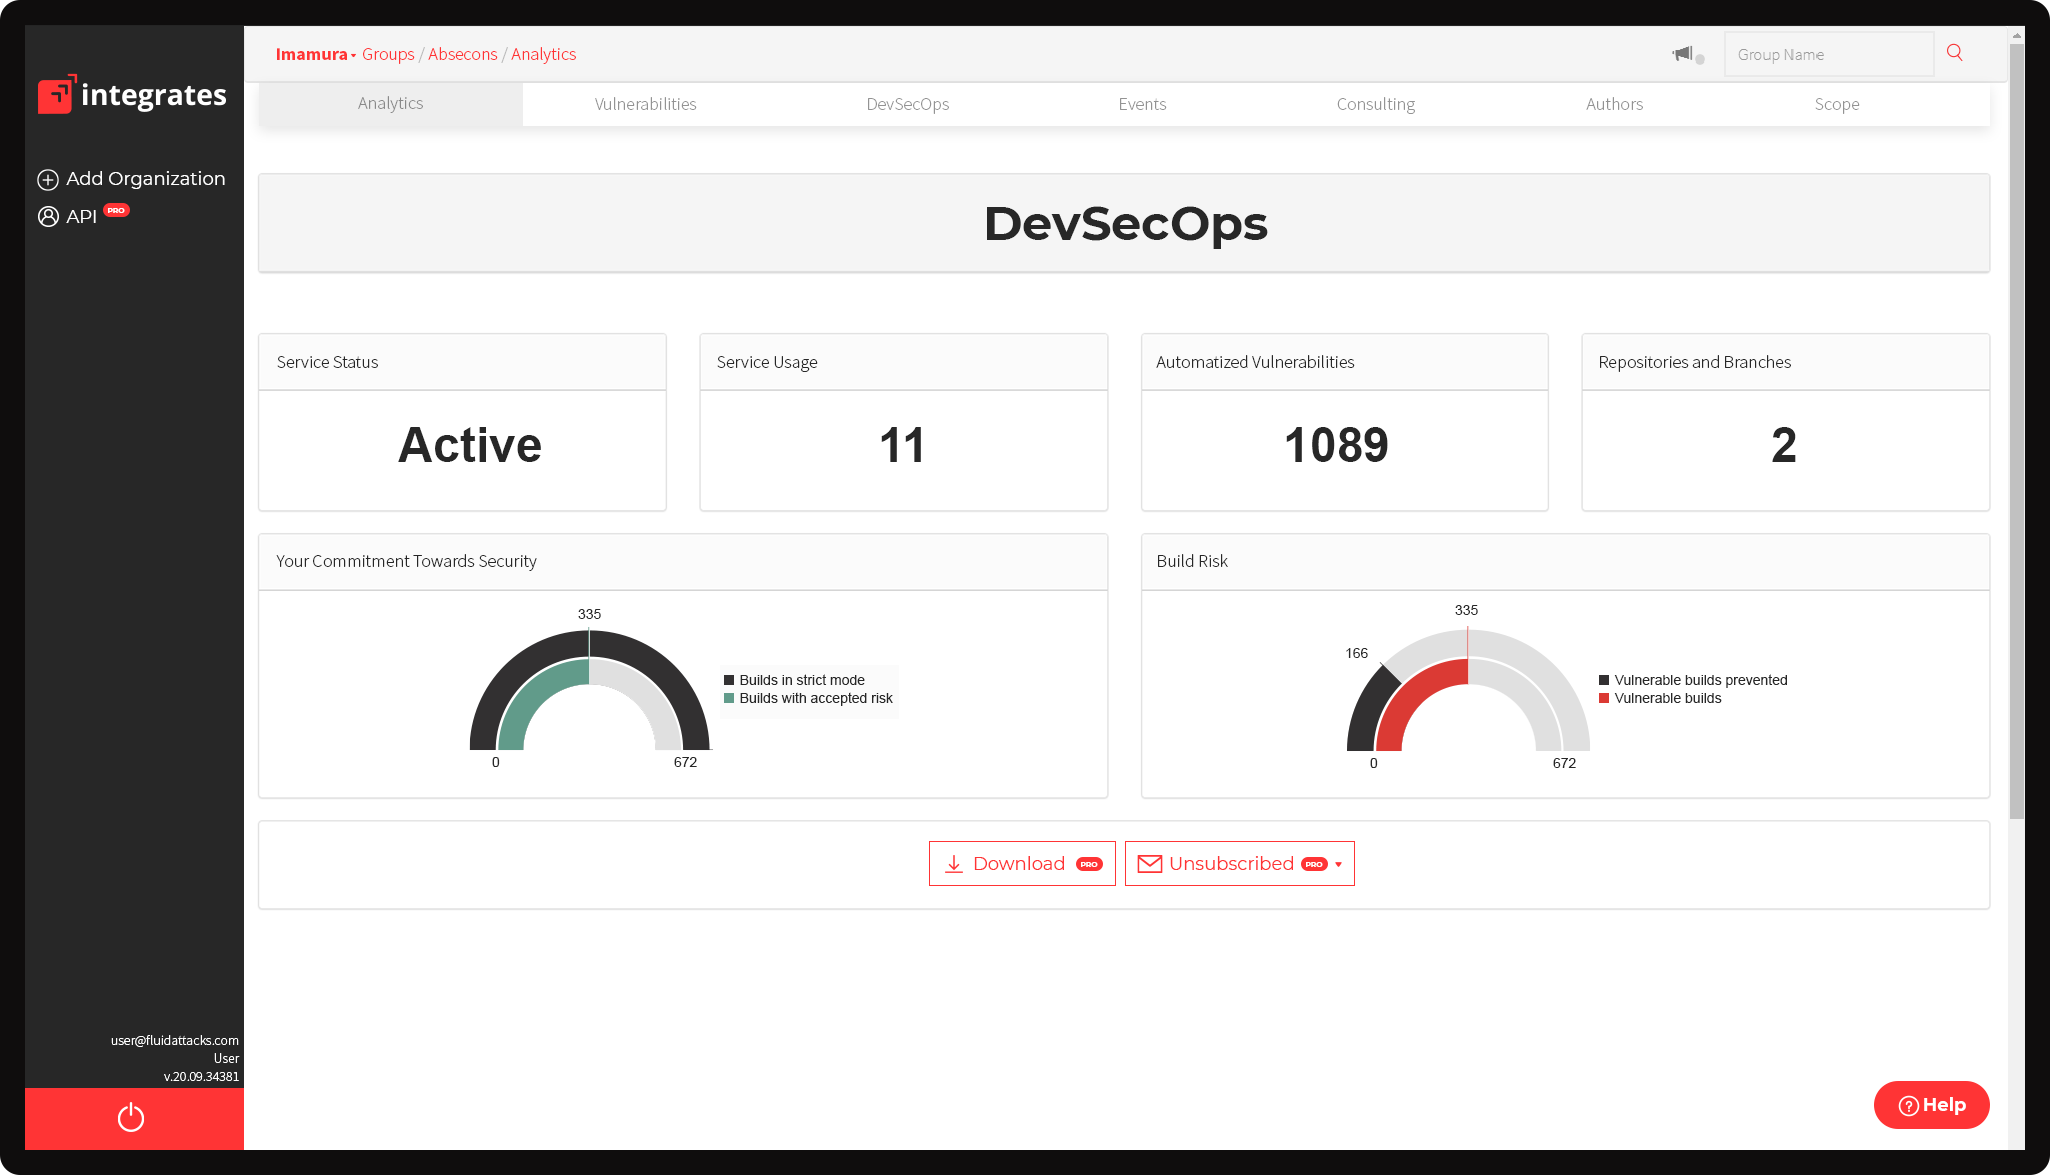 integrates
Add Organization
API PRO
user@fluidattacks.com
User
v.20.09.34381
Imamura Groups / Absecons / Analytics
Group Name
Analytics Vulnerabilities DevSecOps Events Consulting Authors Scope
DevSecOps
Service Status
Active
Service Usage
11
Automatized Vulnerabilities
1089
Repositories and Branches
2
Your Commitment Towards Security
335
0
672
Builds in strict mode
Builds with accepted risk
Build Risk
335
166
0
672
Vulnerable builds prevented
Vulnerable builds
Download PRO
Unsubscribed PRO
? Help